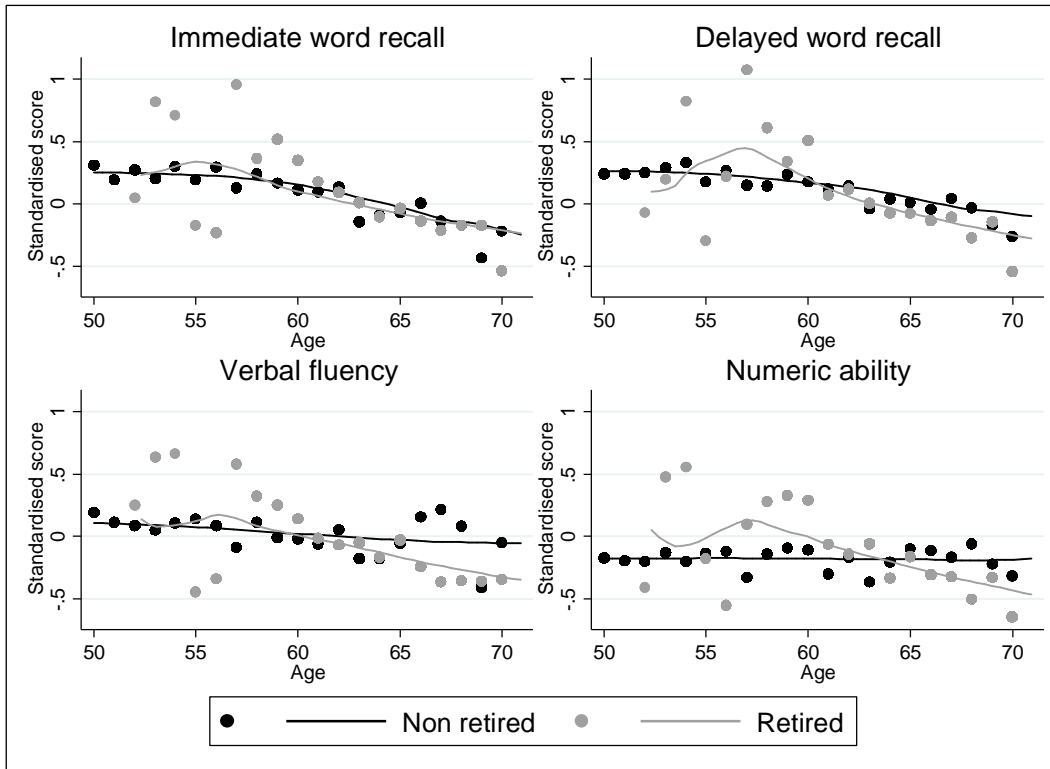 Immediate word recall
Standardised score
1
.5
0
-.5
50 55 60 65 70
Age
Delayed word recall
Standardised score
1
.5
0
-.5
50 55 60 65 70
Age
Verbal fluency
Standardised score
1
.5
0
-.5
50 55 60 65 70
Age
Numeric ability
Standardised score
1
.5
0
-.5
50 55 60 65 70
Age
Non retired Retired